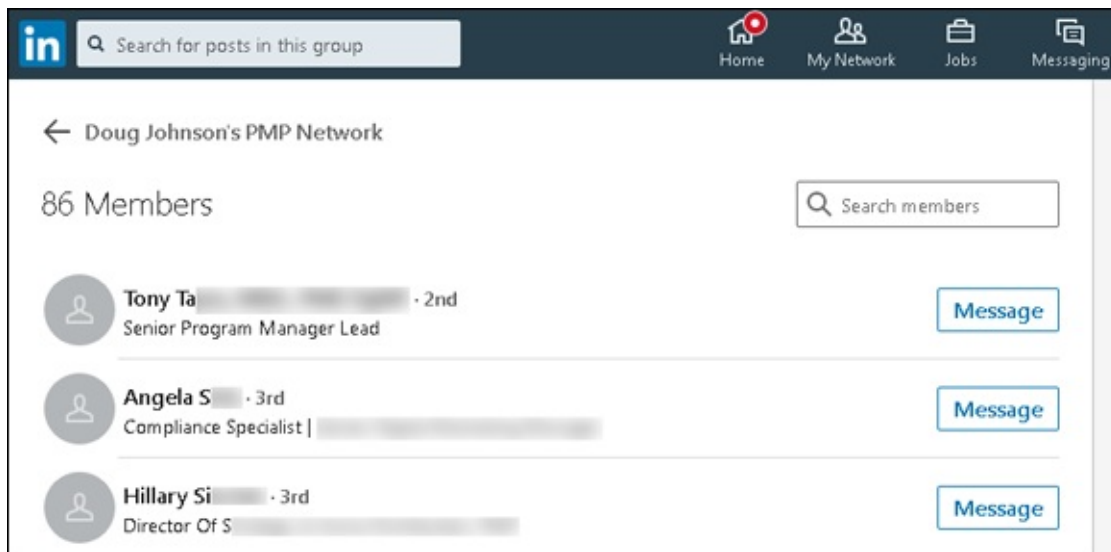 in Search for posts in this group
Home My Network Jobs Messaging
Doug Johnson's PMP Network
86 Members
Search members
Tony Ta · 2nd
Senior Program Manager Lead
Message
Angela S · 3rd
Compliance Specialist |
Message
Hillary Si · 3rd
Director Of S
Message